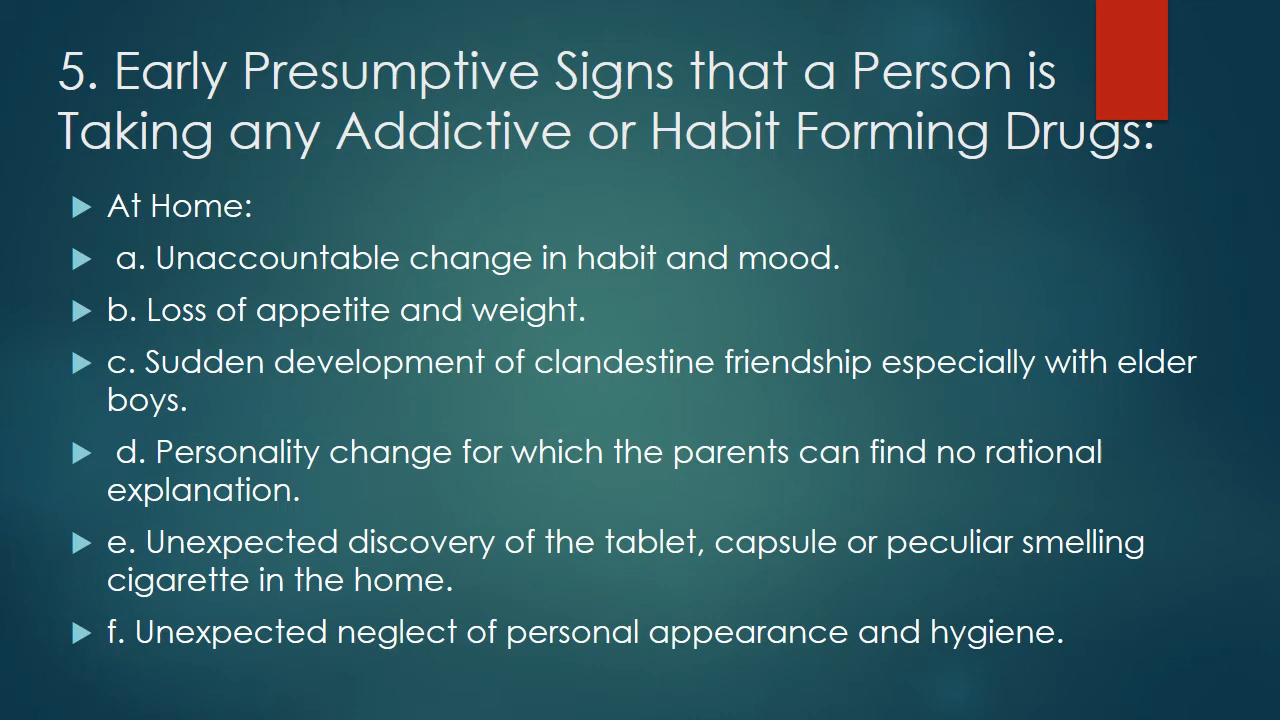 5. Early Presumptive Signs that a Person is
Taking any Addictive or Habit Forming Drugs:
At Home:
a. Unaccountable change in habit and mood.
b. Loss of appetite and weight.
c. Sudden development of clandestine friendship especially with elder
boys.
d. Personality change for which the parents can find no rational
explanation.
e. Unexpected discovery of the tablet, capsule or peculiar smelling
cigarette in the home.
f. Unexpected neglect of personal appearance and hygiene.